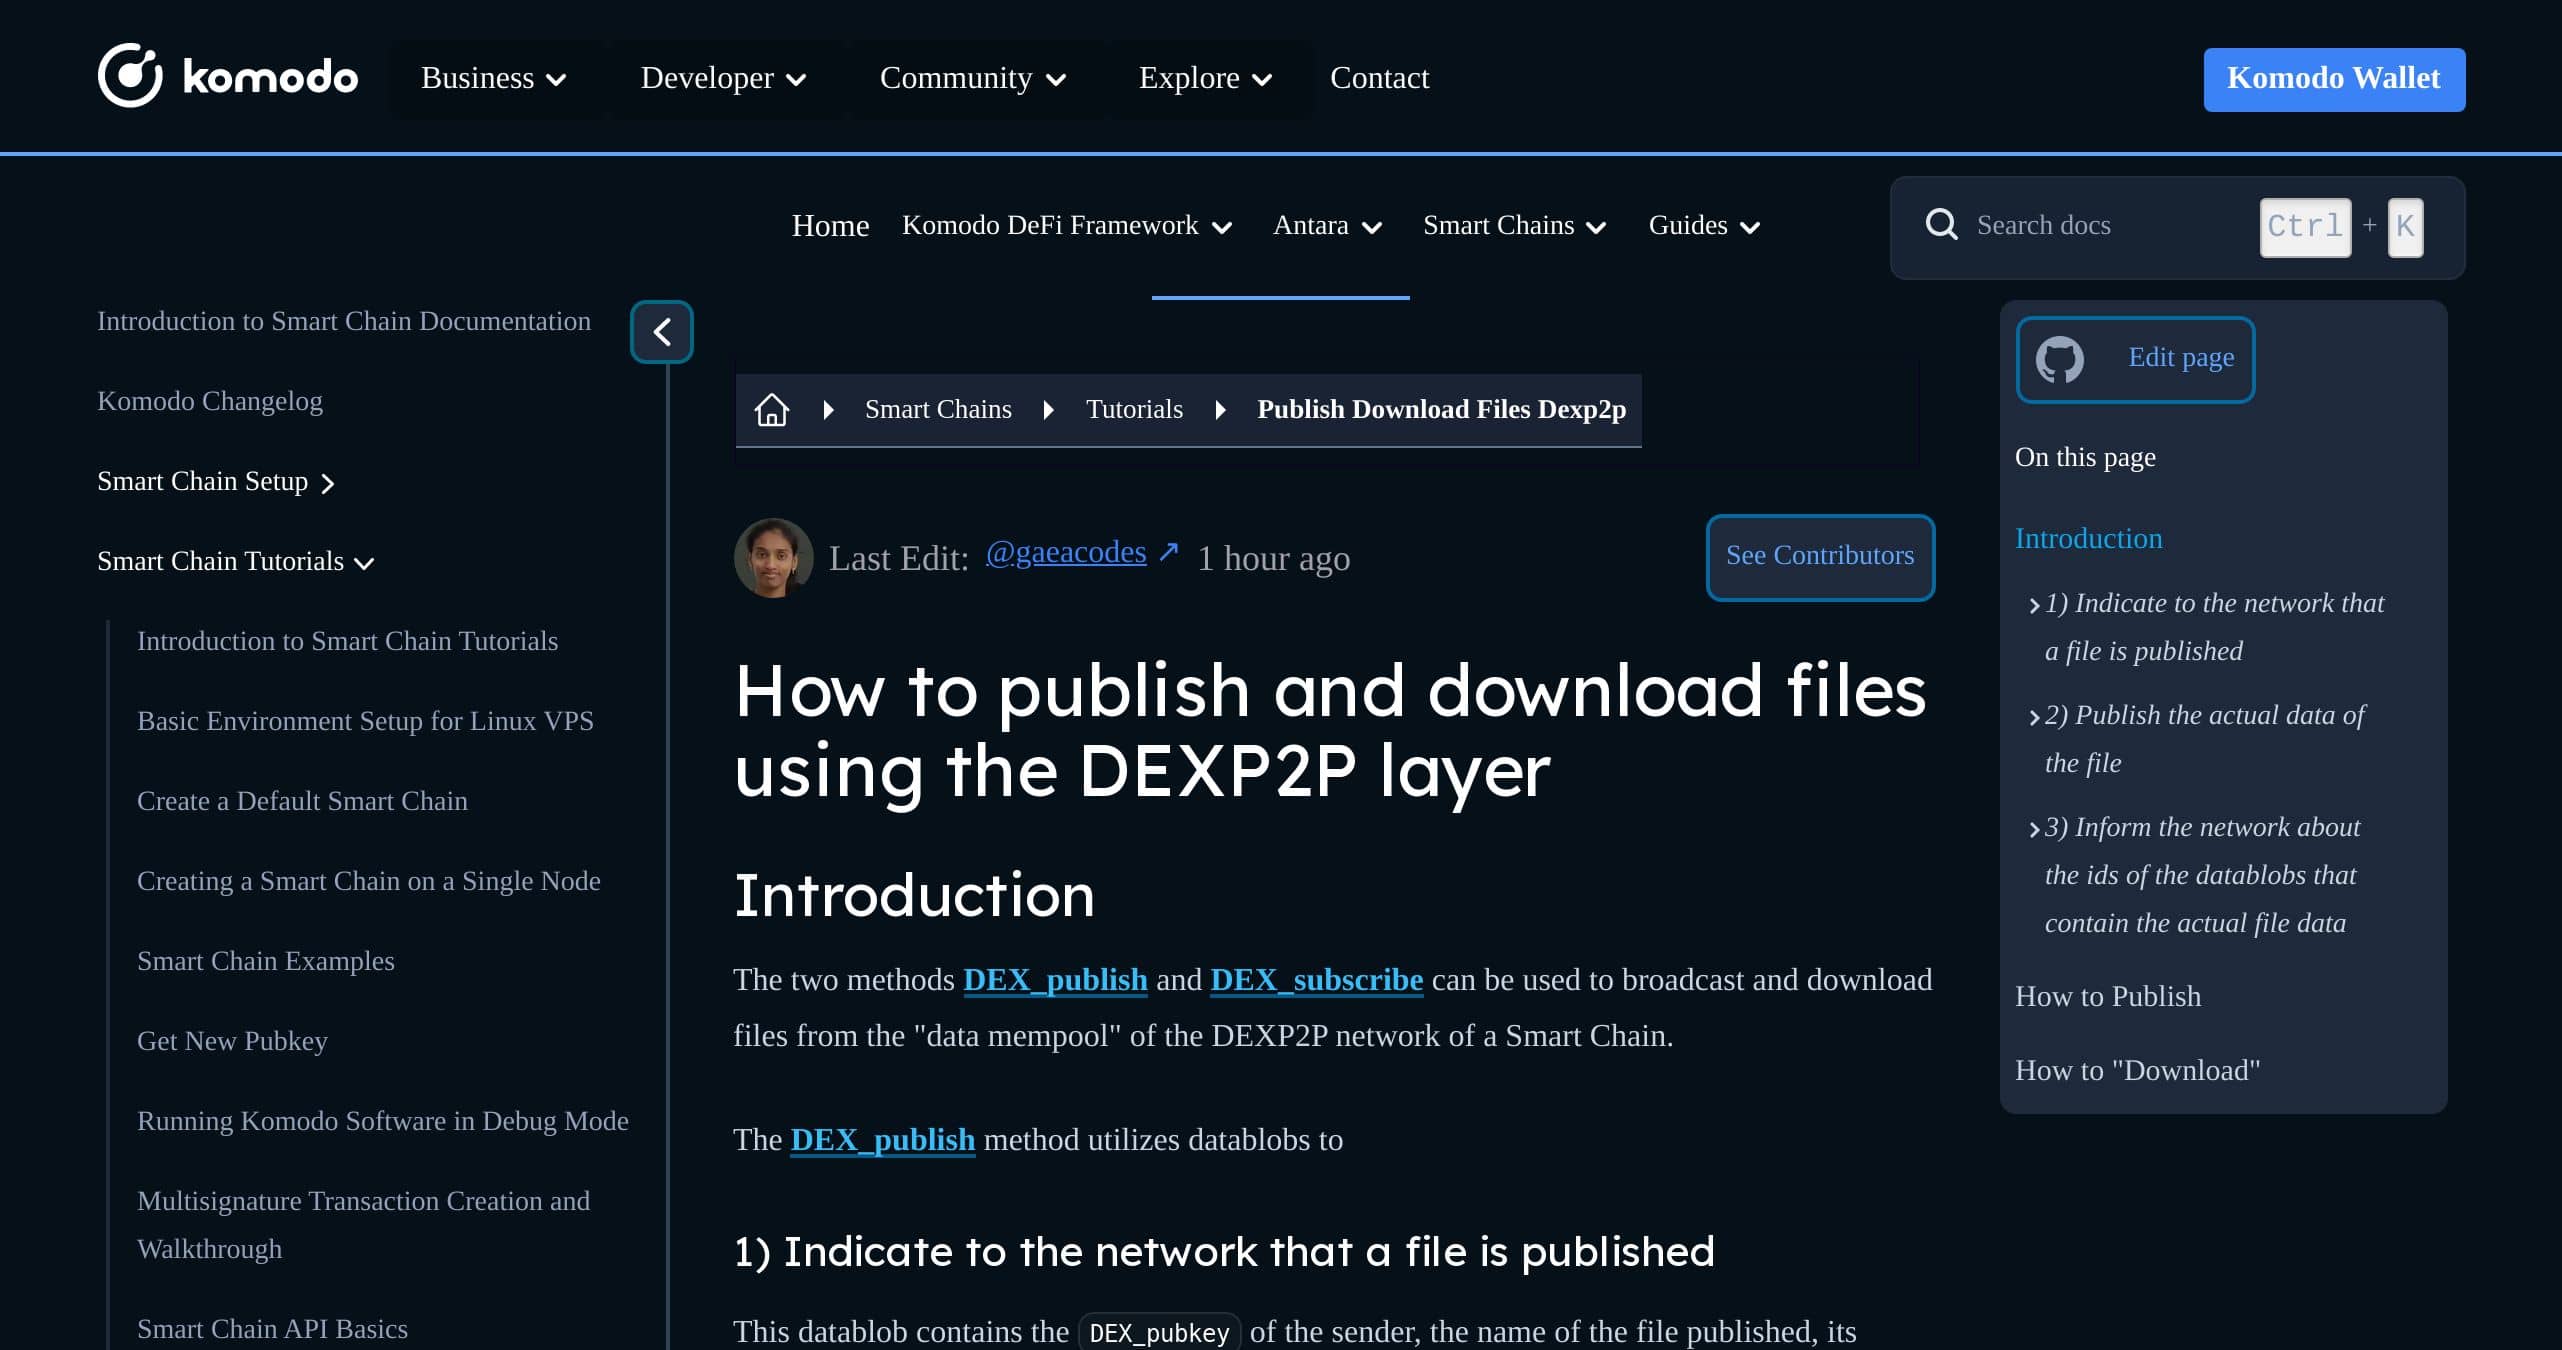 komodo
Business
Developer
Community
Explore
Contact
Komodo Wallet
Home
Komodo DeFi Framework
Antara
Smart Chains
Guides
Search docs
Ctrl + K
Introduction to Smart Chain Documentation
Komodo Changelog
Smart Chain Setup
Smart Chain Tutorials
Introduction to Smart Chain Tutorials
Basic Environment Setup for Linux VPS
Create a Default Smart Chain
Creating a Smart Chain on a Single Node
Smart Chain Examples
Get New Pubkey
Running Komodo Software in Debug Mode
Multisignature Transaction Creation and
Walkthrough
Smart Chain API Basics
Smart Chains
Tutorials
Publish Download Files Dexp2p
Last Edit: @gaeacodes ↗ 1 hour ago
See Contributors
How to publish and download files
using the DEXP2P layer
Introduction
The two methods DEX_publish and DEX_subscribe can be used to broadcast and download
files from the "data mempool" of the DEXP2P network of a Smart Chain.
The DEX_publish method utilizes datablobs to
1) Indicate to the network that a file is published
This datablob contains the DEX_pubkey of the sender, the name of the file published, its
Edit page
On this page
Introduction
1) Indicate to the network that
a file is published
2) Publish the actual data of
the file
3) Inform the network about
the ids of the datablobs that
contain the actual file data
How to Publish
How to "Download"